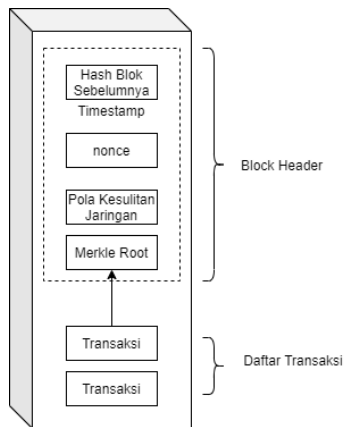 Hash Blok
Sebelumnya
Timestamp
nonce
Block Header
Pola Kesulitan
Jaringan
Merkle Root
Transaksi
Daftar Transaksi
Transaksi